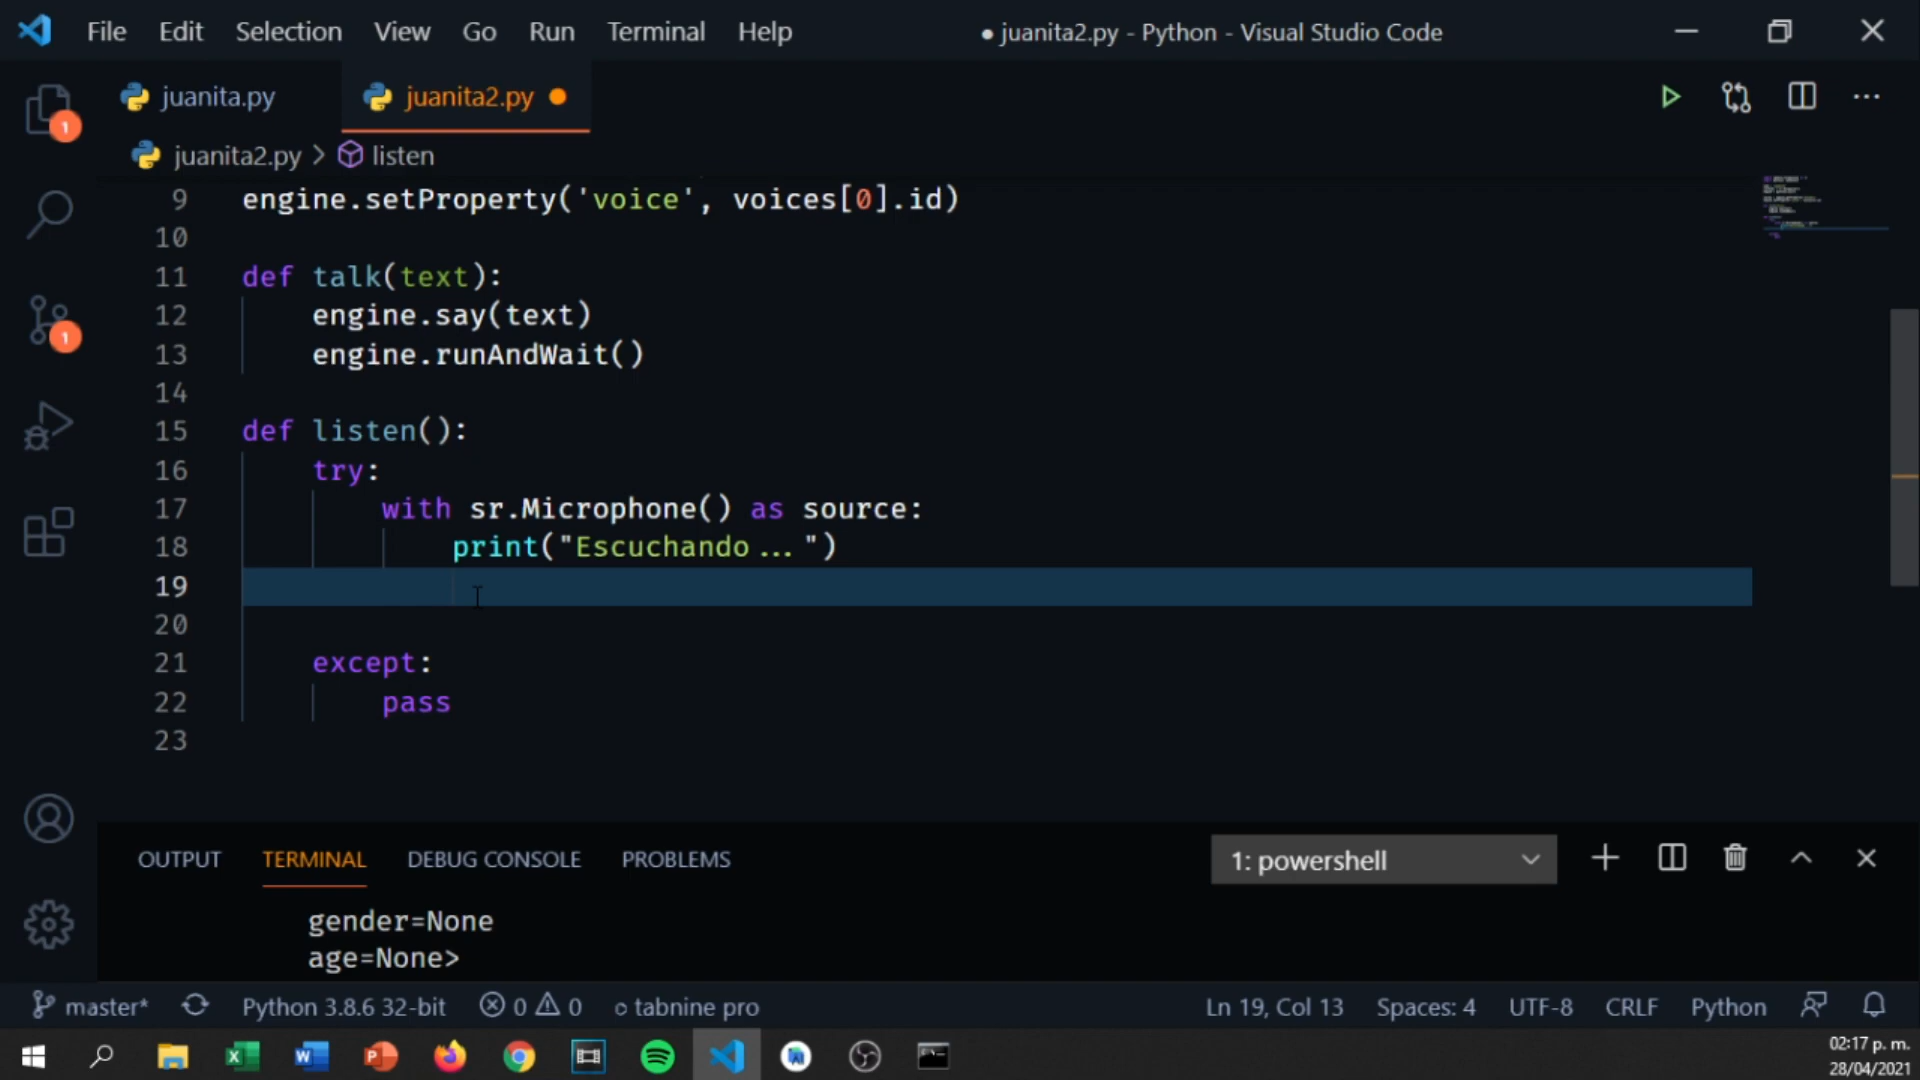 File Edit Selection View Go Run Terminal Help ● juanita2.py - Python - Visual Studio Code
juanita.py juanita2.py
juanita2.py > listen
9 engine.setProperty('voice', voices[0].id)
10
11 def talk(text):
12 engine.say(text)
13 engine.runAndWait()
14
15 def listen():
16 try:
17 with sr.Microphone() as source:
18 print("Escuchando...")
19
20
21 except:
22 pass
23
1
1
OUTPUT TERMINAL DEBUG CONSOLE PROBLEMS 1: powershell
gender=None
age=None>
master* Python 3.8.6 32-bit 0 0 tabnine pro Ln 19, Col 13 Spaces: 4 UTF-8 CRLF Python
02:17 p. m.
28/04/2021